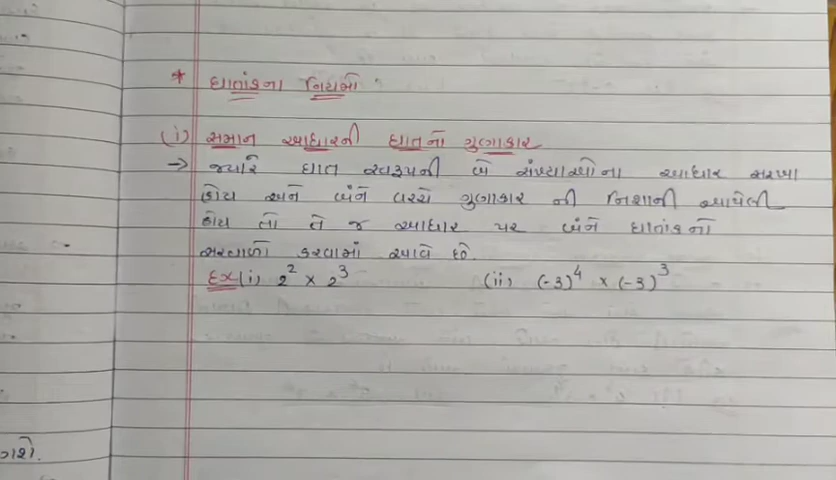 * ઘાતાંકના નિયમો :
(i) સમાન આધારની ઘાતનો ગુણાકાર
→ જ્યારે ઘાત સ્વરૂપની બે સંખ્યાઓના આધાર સરખા
હોય અને બંને વચ્ચે ગુણાકાર ની નિશાની આપેલી
હોય તો તે જ આધાર પર બંને ઘાતાંકનો
સરવાળો કરવામાં આવે છે.
Ex (i) 2² × 2³ (ii) (-3)⁴ × (-3)³